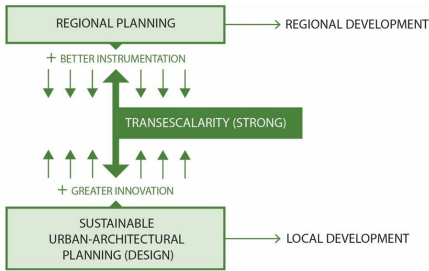 REGIONAL PLANNING
REGIONAL DEVELOPMENT
+ BETTER INSTRUMENTATION
TRANSESCALARITY (STRONG)
+ GREATER INNOVATION
SUSTAINABLE
URBAN-ARCHITECTURAL
PLANNING (DESIGN)
LOCAL DEVELOPMENT